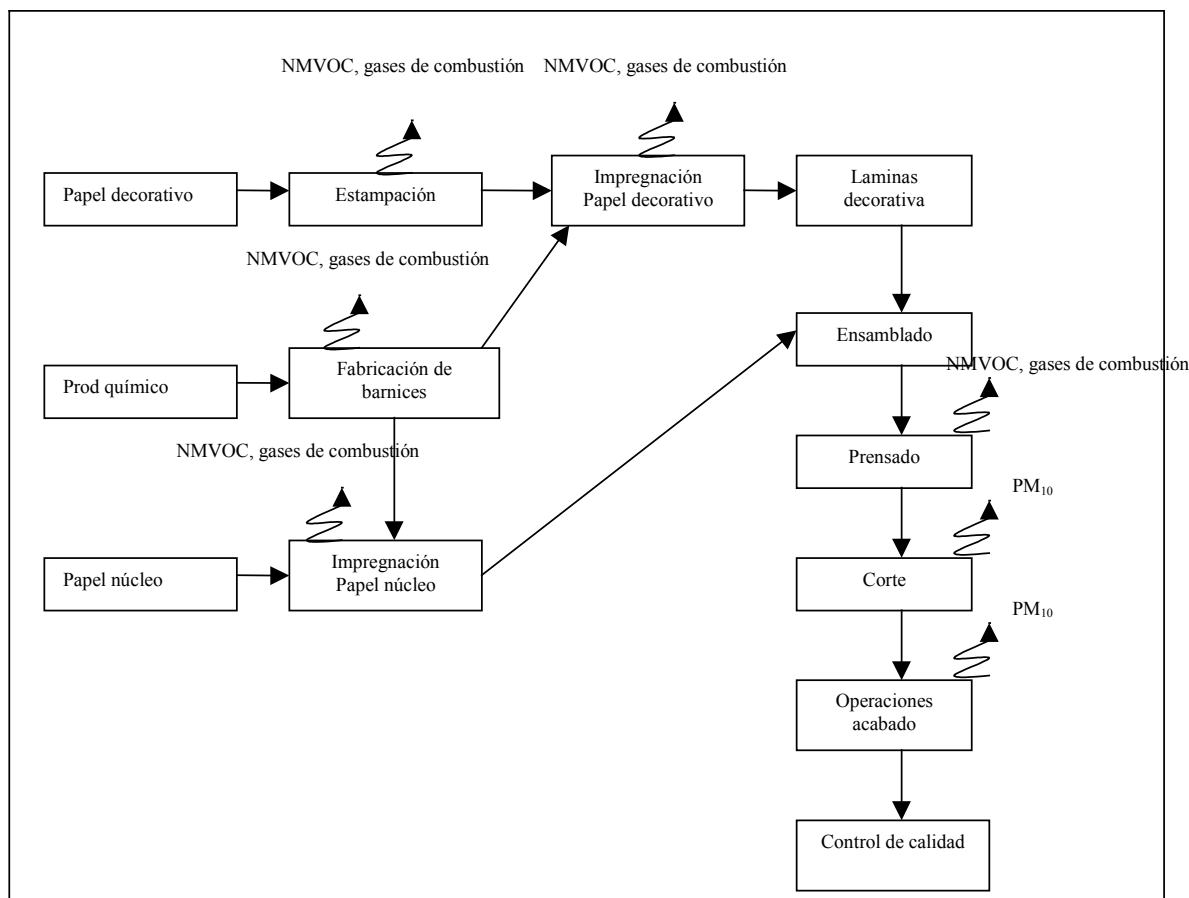 NMVOC, gases de combustión
NMVOC, gases de combustión
Papel decorativo
Estampación
Impregnación
Papel decorativo
Laminas
decorativa
NMVOC, gases de combustión
Prod químico
Fabricación de
barnices
Ensamblado
NMVOC, gases de combustión
NMVOC, gases de combustión
Prensado
PM₁₀
Papel núcleo
Impregnación
Papel núcleo
Corte
PM₁₀
Operaciones
acabado
Control de calidad